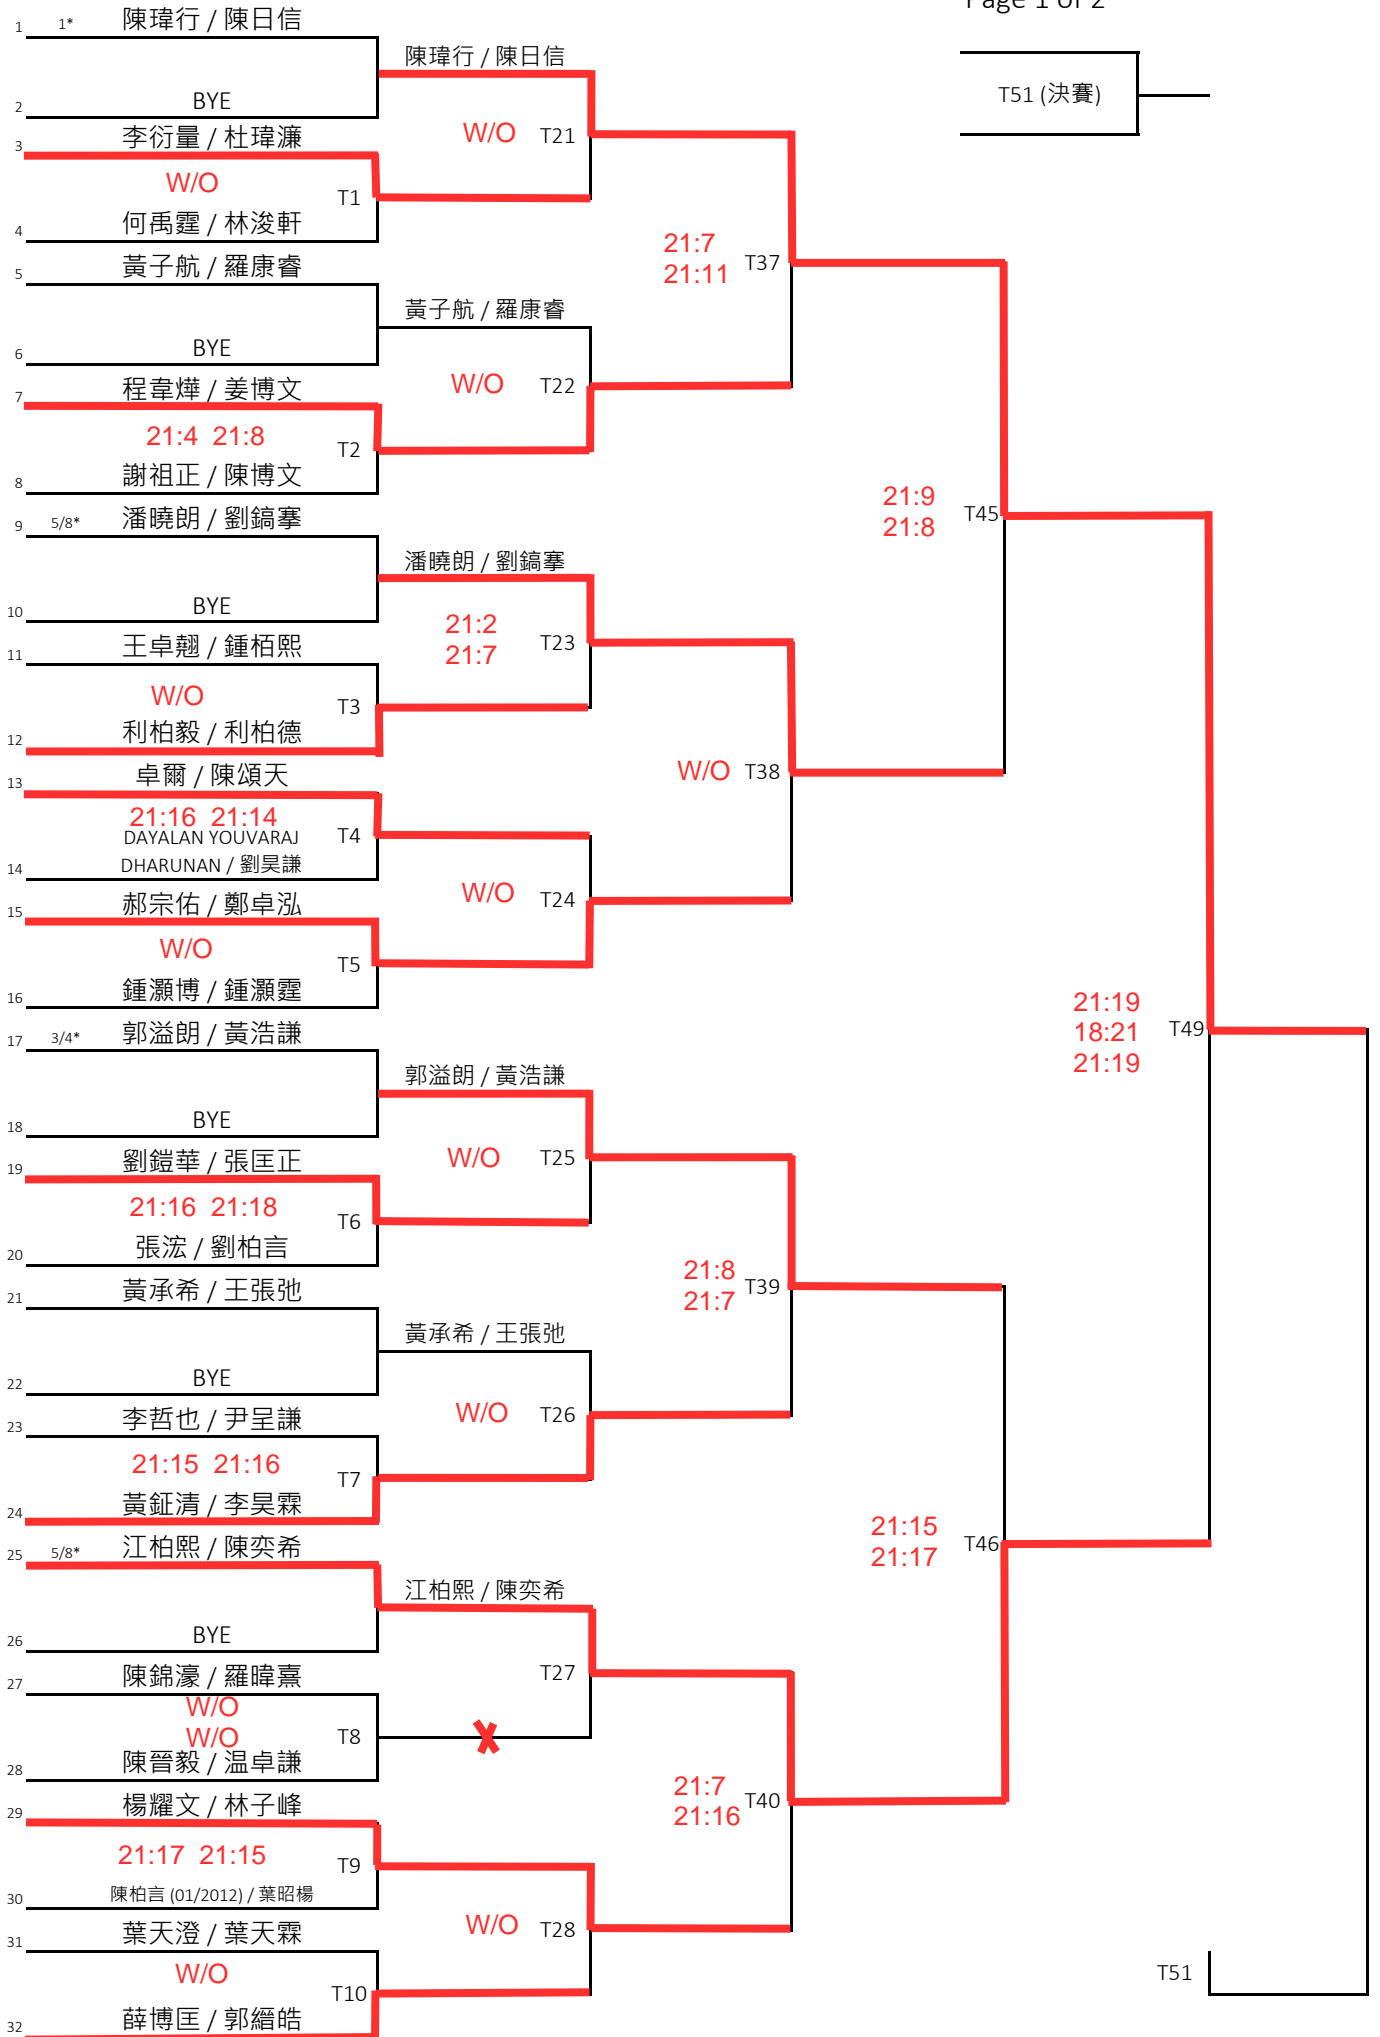 Page 1 of 2
1 1* 陳瑋行 / 陳日信
陳瑋行 / 陳日信
T51 (決賽)
2 BYE
3 李衍量 / 杜瑋濂
W/O T21
W/O T1
4 何禹霆 / 林浚軒
21:7
21:11 T37
5 黃子航 / 羅康睿
黃子航 / 羅康睿
6 BYE
W/O T22
7 程韋燁 / 姜博文
21:4 21:8 T2
8 謝祖正 / 陳博文
21:9
21:8 T45
9 5/8* 潘曉朗 / 劉鎬搴
潘曉朗 / 劉鎬搴
10 BYE
21:2
21:7 T23
11 王卓翹 / 鍾栢熙
W/O T3
12 利柏毅 / 利柏德
W/O T38
13 卓爾 / 陳頌天
21:16 21:14 T4
DAYALAN YOUVARAJ
14 DHARUNAN / 劉昊謙
W/O T24
15 郝宗佑 / 鄭卓泓
W/O T5
16 鍾灝博 / 鍾灝霆
21:19
18:21 T49
21:19
17 3/4* 郭溢朗 / 黃浩謙
郭溢朗 / 黃浩謙
18 BYE
W/O T25
19 劉鎧華 / 張匡正
21:16 21:18 T6
20 張浤 / 劉柏言
21:8
21:7 T39
21 黃承希 / 王張弛
黃承希 / 王張弛
22 BYE
W/O T26
23 李哲也 / 尹呈謙
21:15 21:16 T7
24 黃鉦清 / 李昊霖
21:15
21:17 T46
25 5/8* 江柏熙 / 陳奕希
江柏熙 / 陳奕希
26 BYE
T27
27 陳錦濠 / 羅暐熹
W/O
W/O T8
28 陳晉毅 / 温卓謙
21:7
21:16 T40
29 楊耀文 / 林子峰
21:17 21:15 T9
30 陳柏言 (01/2012) / 葉昭楊
W/O T28
31 葉天澄 / 葉天霖
W/O T10
T51
32 薛博匡 / 郭縉皓